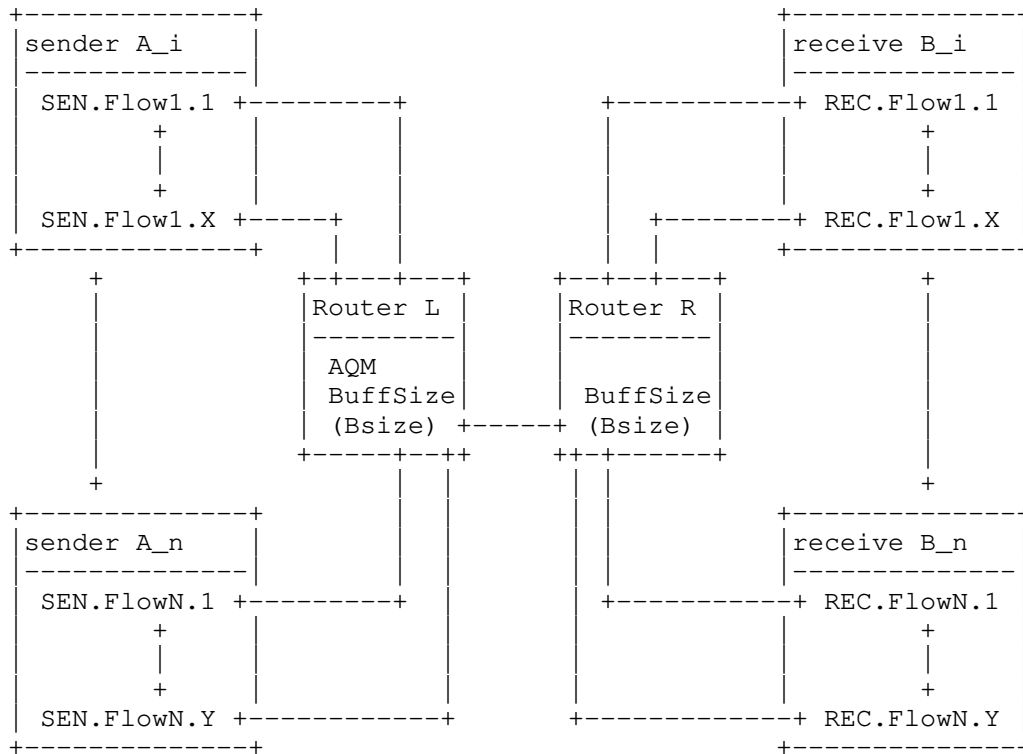 sender A_i receive B_i
SEN.Flow1.1 REC.Flow1.1
SEN.Flow1.X REC.Flow1.X
Router L Router R
AQM
BuffSize BuffSize
(Bsize) (Bsize)
sender A_n receive B_n
SEN.FlowN.1 REC.FlowN.1
SEN.FlowN.Y REC.FlowN.Y